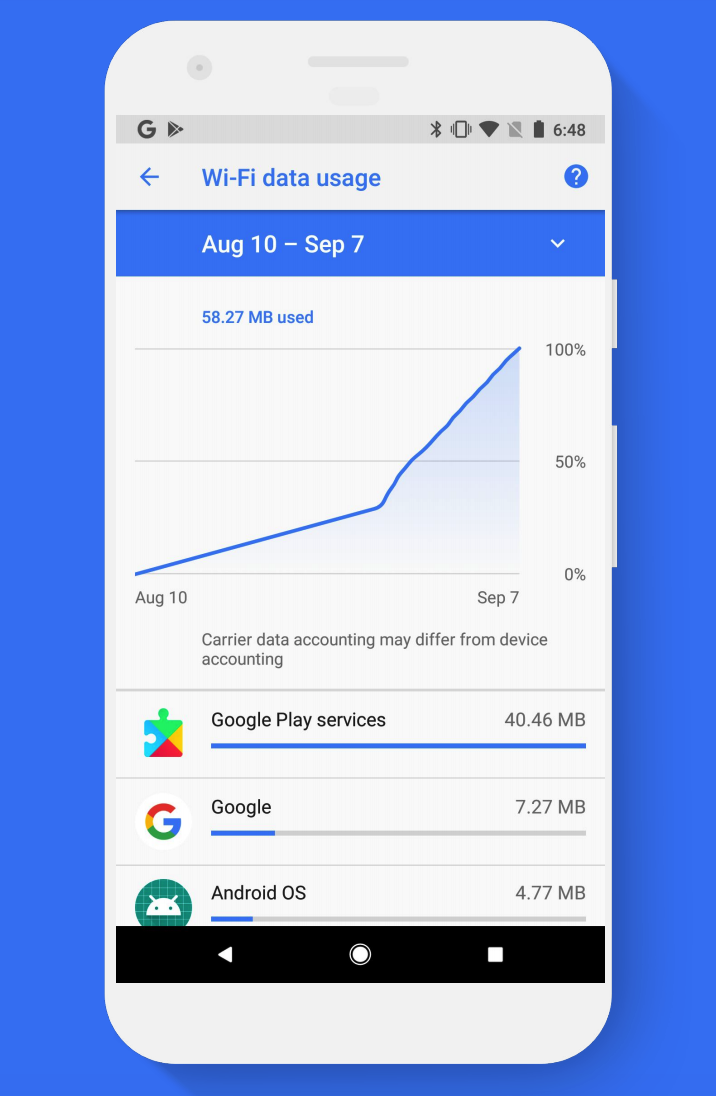 6:48
Wi-Fi data usage
?
Aug 10 – Sep 7
58.27 MB used
100%
50%
0%
Aug 10 Sep 7
Carrier data accounting may differ from device
accounting
Google Play services 40.46 MB
Google 7.27 MB
Android OS 4.77 MB